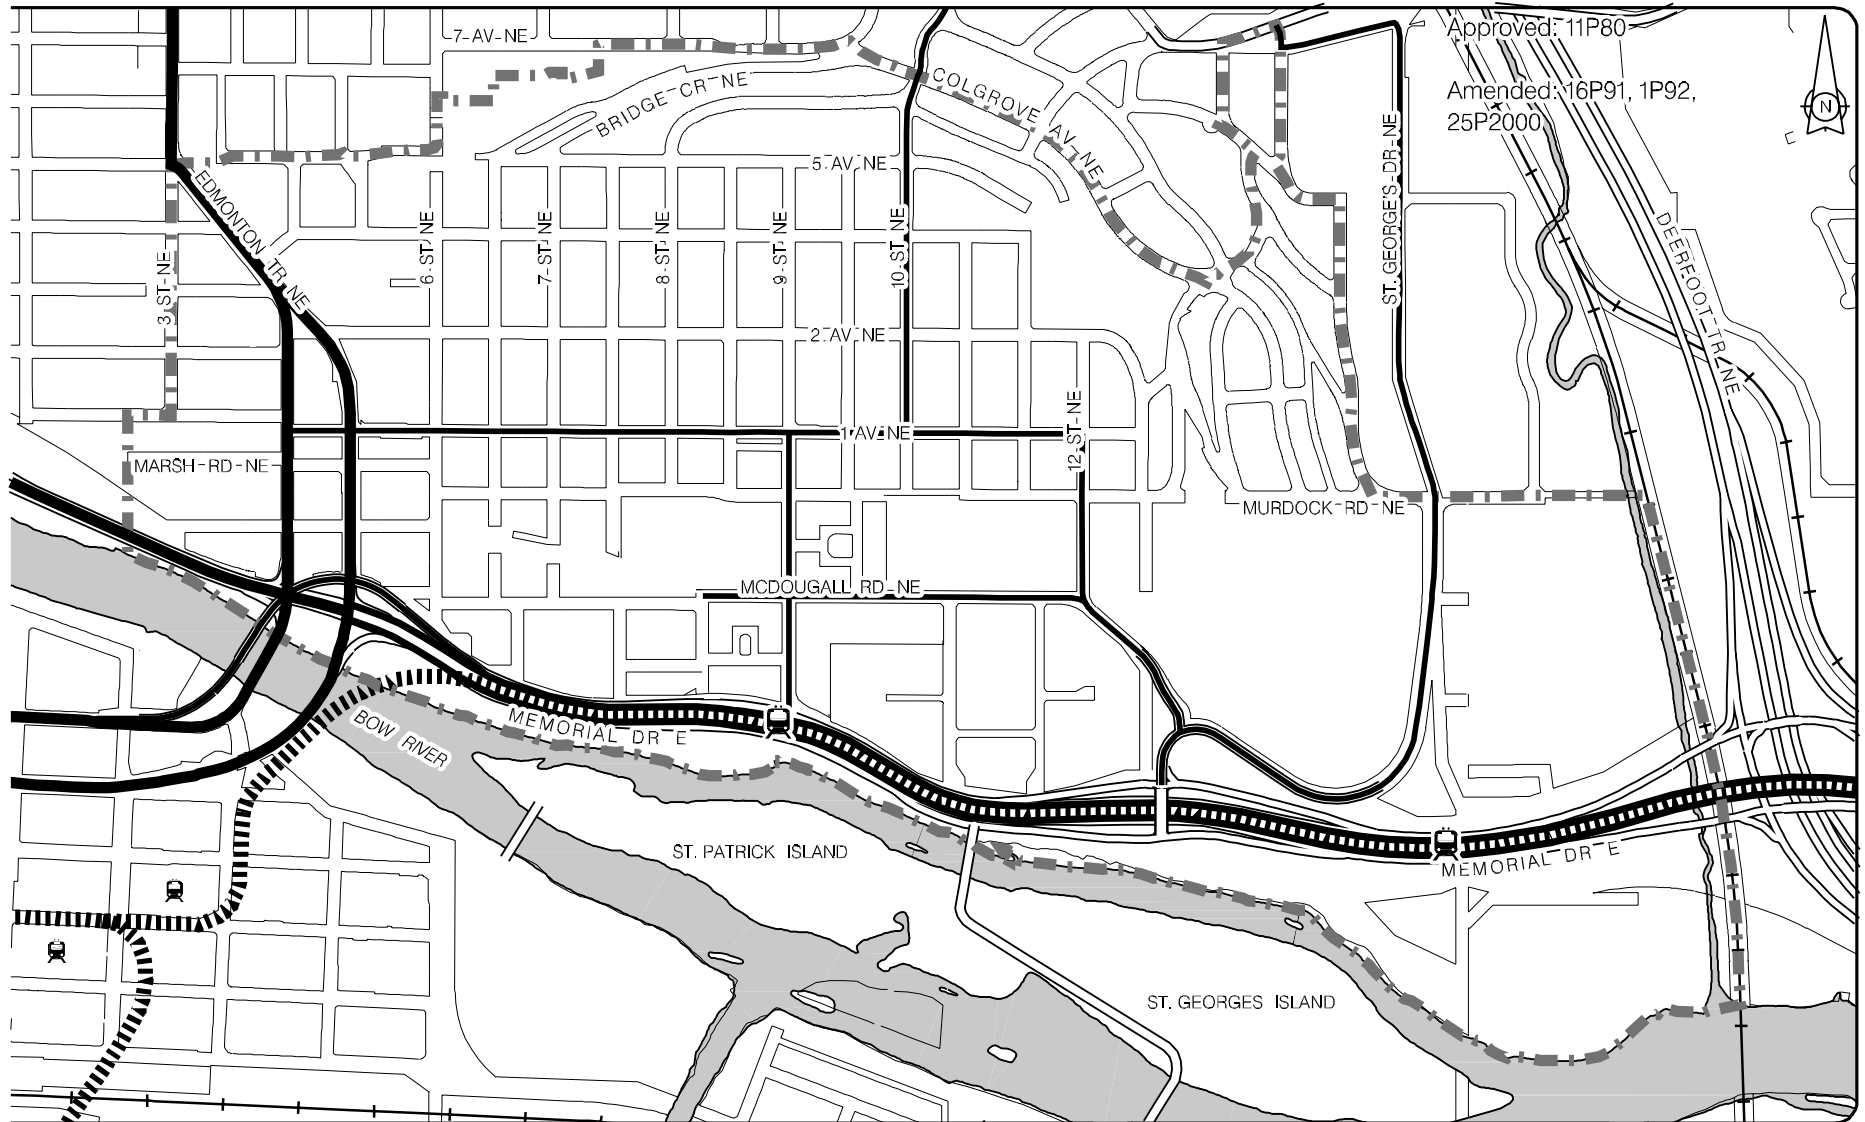 7 AV NE
Approved: 11P80
Amended: 16P91, 1P92,
25P2000
N
BRIDGE CR NE
COLGROVE AV NE
5 AV NE
EDMONTON TR NE
3 ST NE
6 ST NE
7 ST NE
8 ST NE
9 ST NE
10 ST NE
ST. GEORGE'S DR NE
DEERFOOT TR NE
2 AV NE
1 AV NE
12 ST NE
MARSH RD NE
MURDOCK RD NE
MCDOUGALL RD NE
BOW RIVER
MEMORIAL DR E
ST. PATRICK ISLAND
MEMORIAL DR E
ST. GEORGES ISLAND